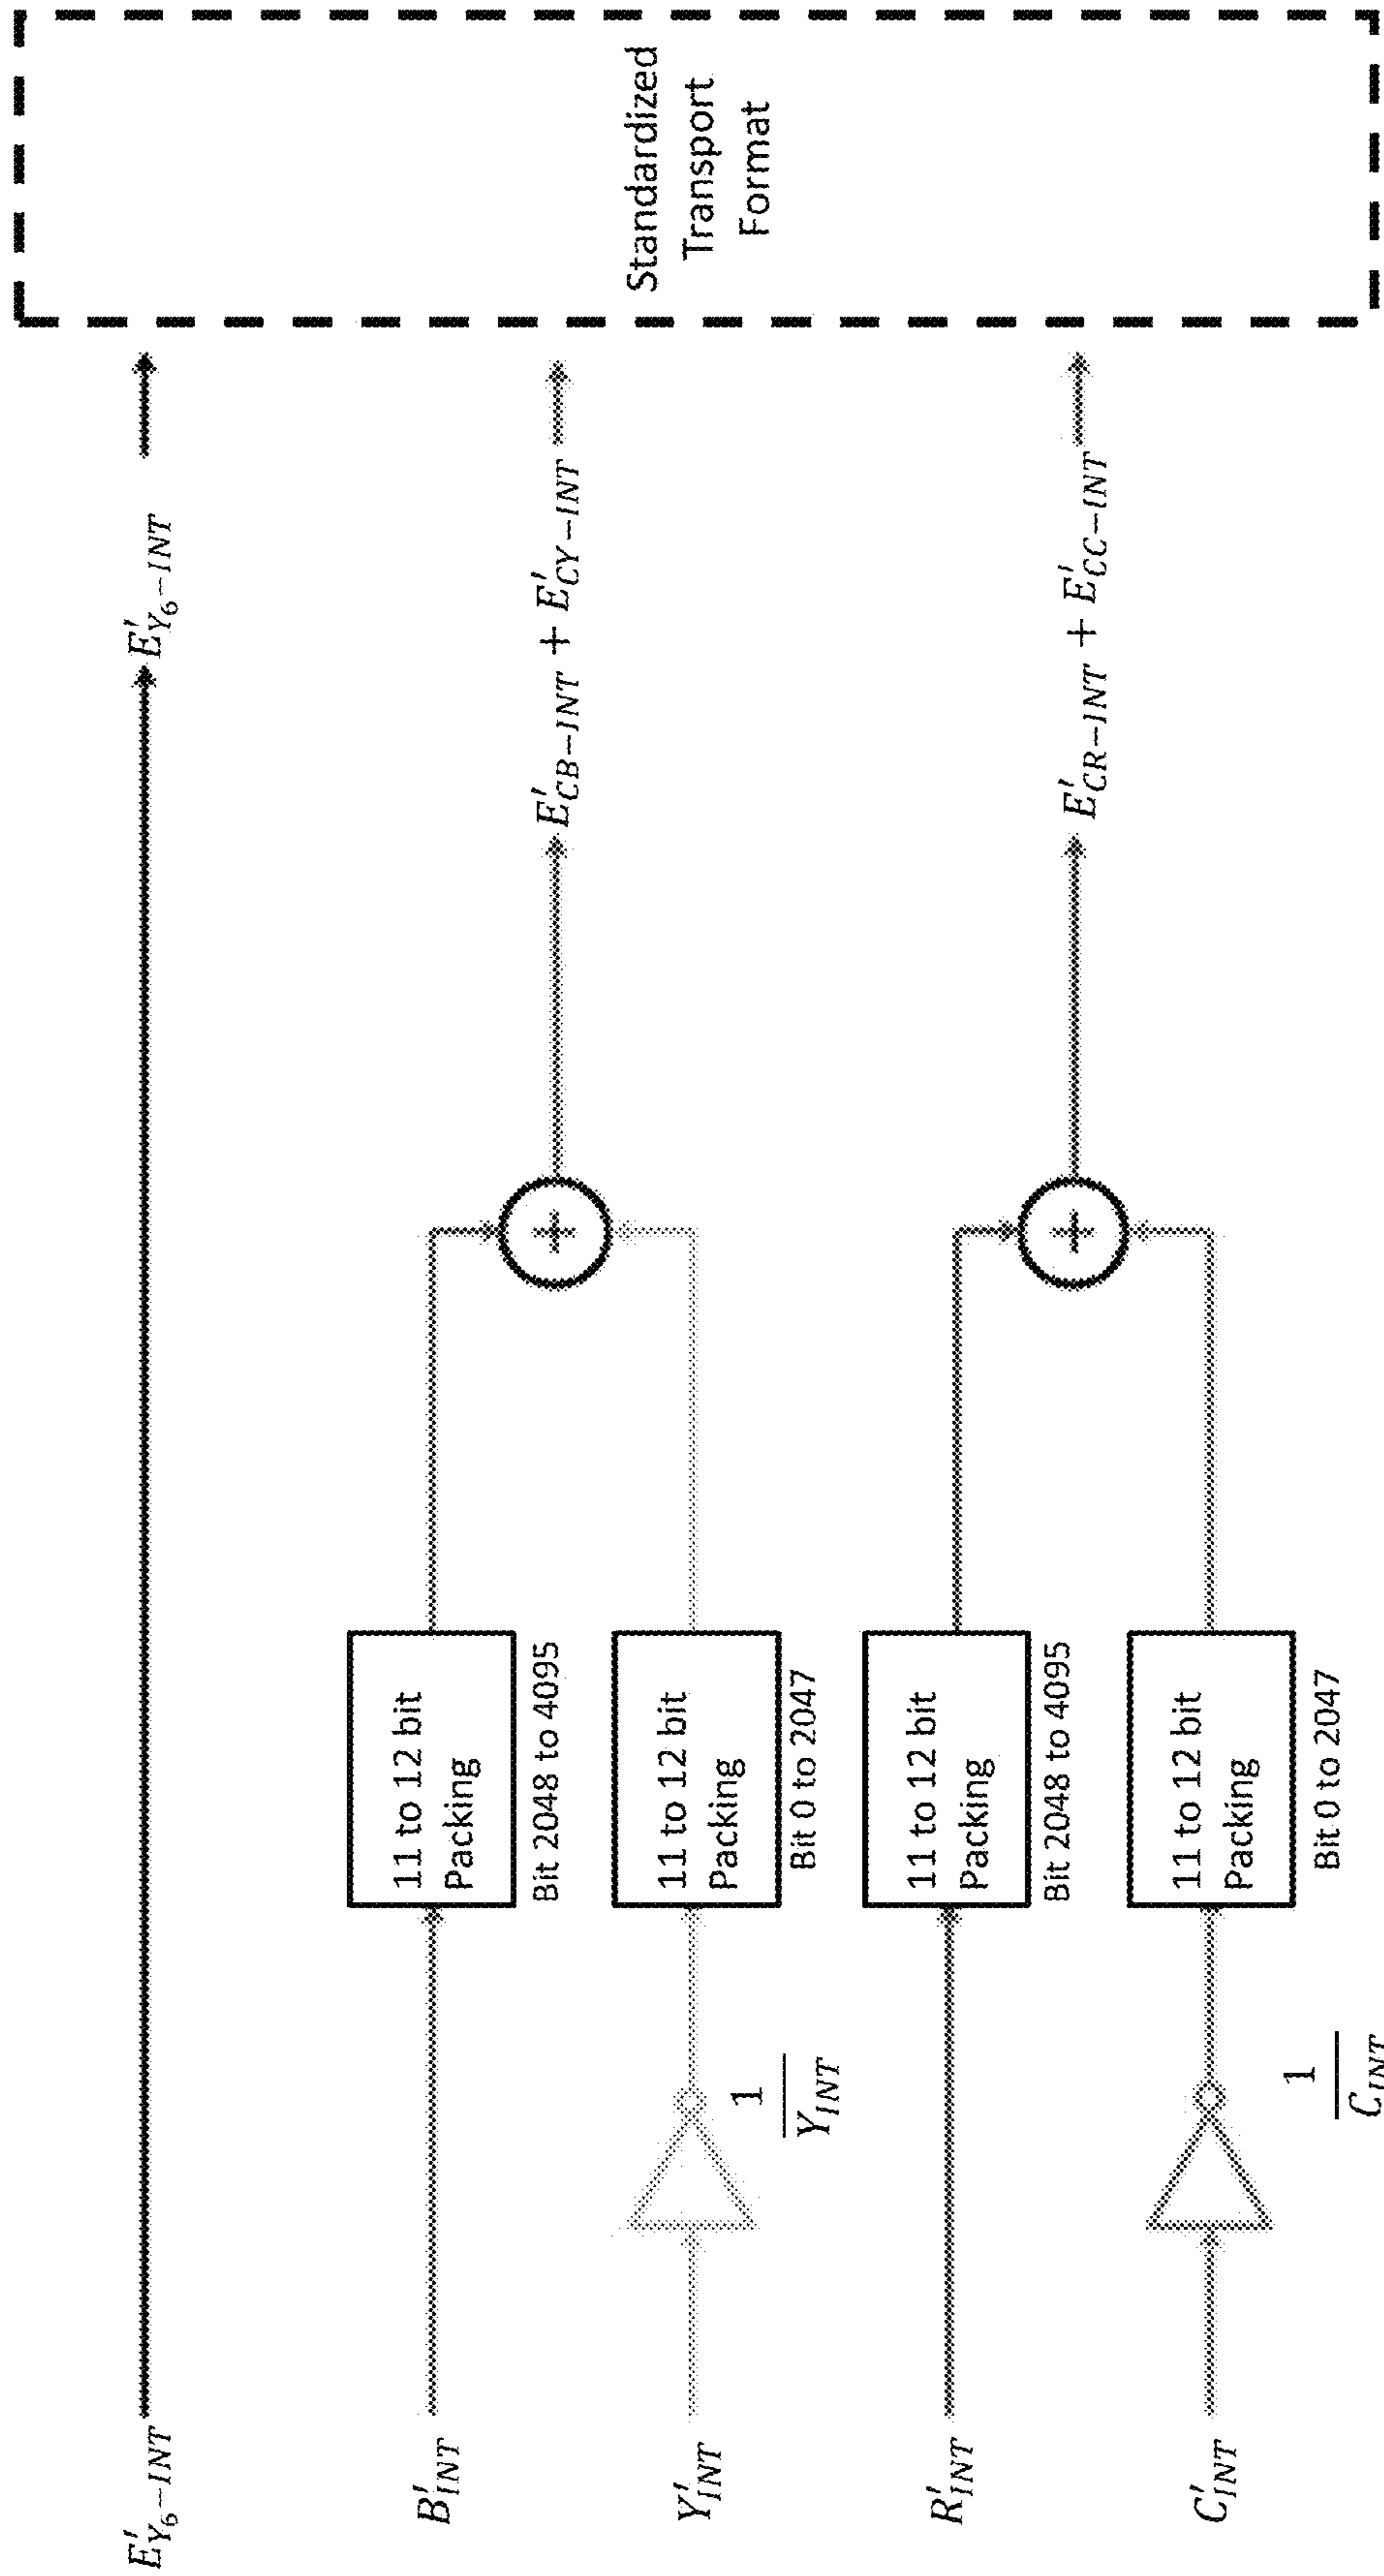 E′Y₆−INT
E′Y₆−INT
B′INT
11 to 12 bit
Packing
Bit 2048 to 4095
E′CB−INT + E′CY−INT
Y′INT
1
YINT
11 to 12 bit
Packing
Bit 0 to 2047
R′INT
11 to 12 bit
Packing
Bit 2048 to 4095
E′CR−INT + E′CC−INT
C′INT
1
CINT
11 to 12 bit
Packing
Bit 0 to 2047
+
+
Standardized
Transport
Format